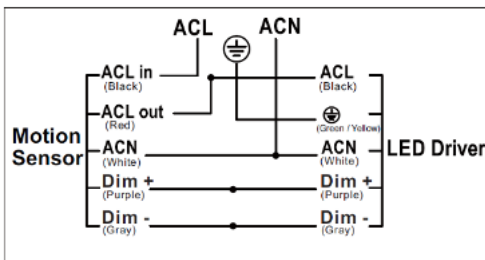 ACL ACN
ACL in ACL
(Black) (Black)
ACL out
(Red) (Green / Yellow)
Motion Sensor ACN ACN LED Driver
(White) (White)
Dim + Dim +
(Purple) (Purple)
Dim - Dim -
(Gray) (Gray)